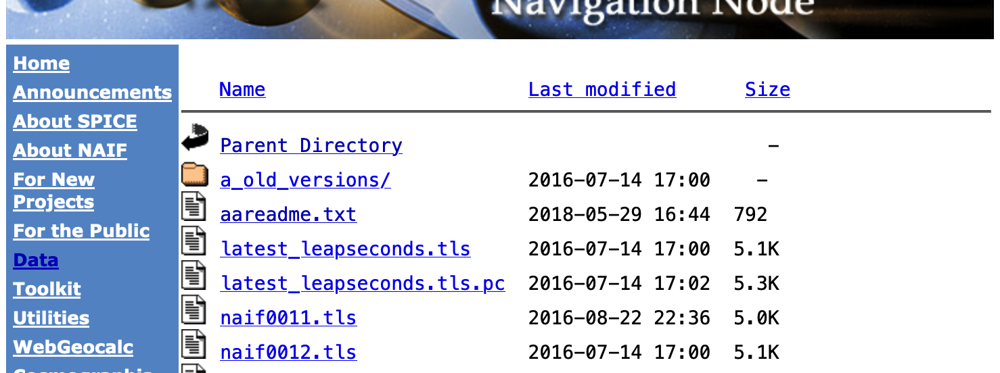 Navigation Node
Home
Announcements
About SPICE
About NAIF
For New
Projects
For the Public
Data
Toolkit
Utilities
WebGeocalc
Cosmographia
Name Last modified Size
Parent Directory -
a_old_versions/ 2016-07-14 17:00 -
aareadme.txt 2018-05-29 16:44 792
latest_leapseconds.tls 2016-07-14 17:00 5.1K
latest_leapseconds.tls.pc 2016-07-14 17:02 5.3K
naif0011.tls 2016-08-22 22:36 5.0K
naif0012.tls 2016-07-14 17:00 5.1K